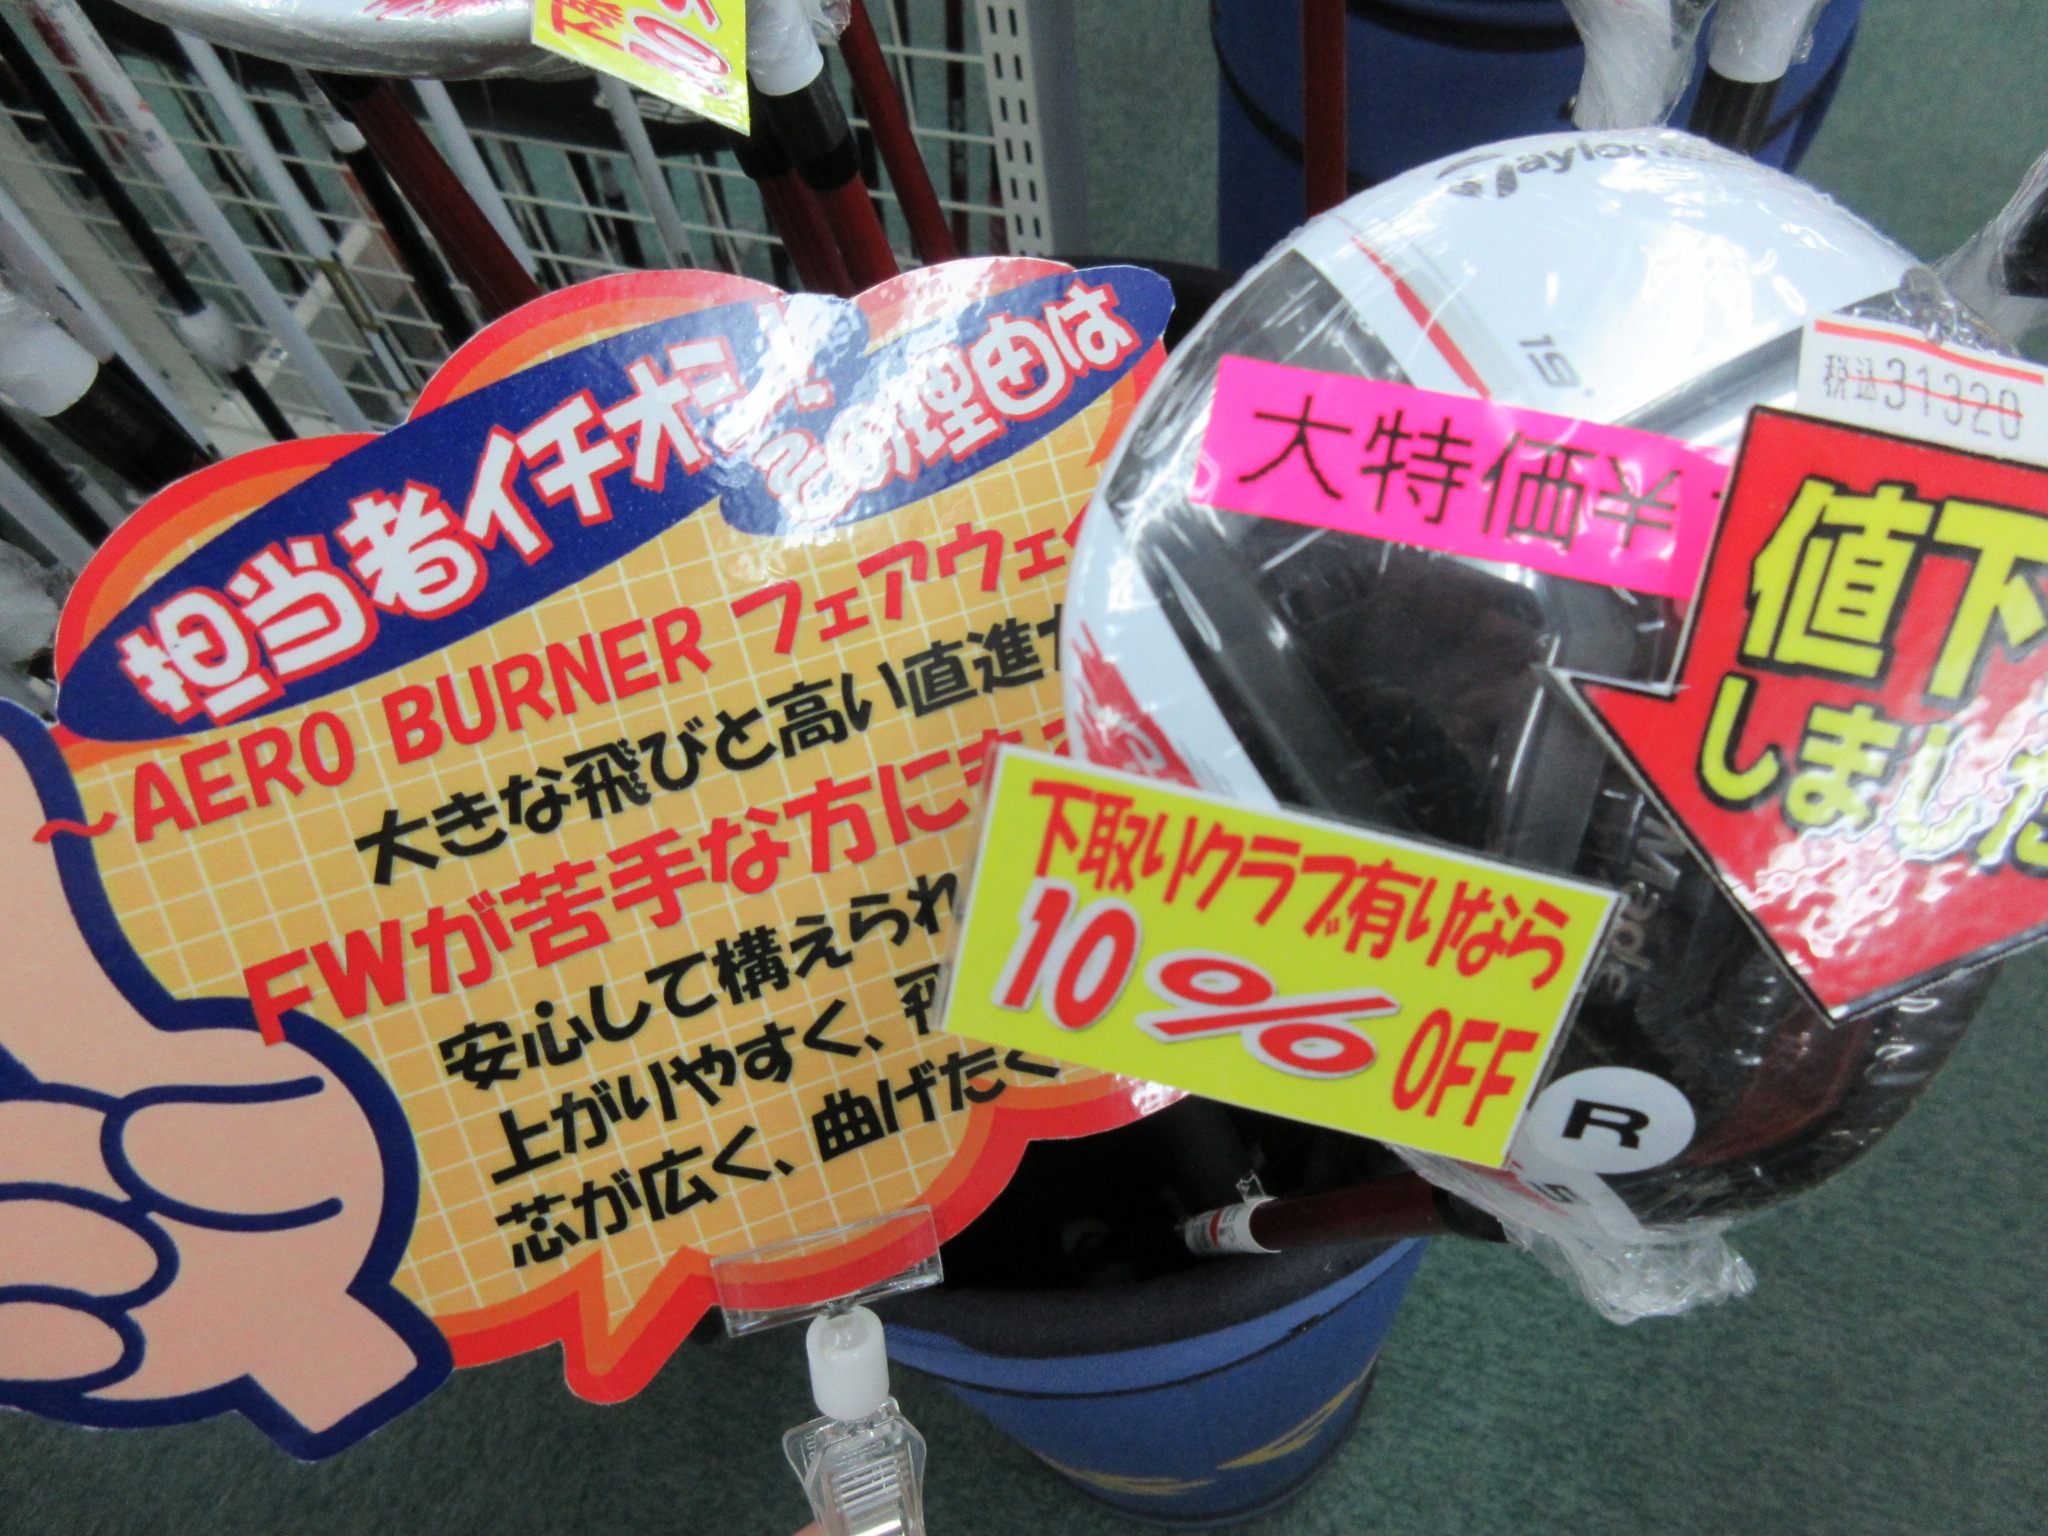 担当者イチオシ!
その理由は
～AERO BURNER フェアウェイ
大きな飛びと高い直進
FWが苦手な方に
安心して構えられ
上がりやすく、飛
芯が広く、曲げたく
下取りクラブ有りなら
10% OFF
大特価¥
税込31320
値下
しました
TaylorMade
19°
R